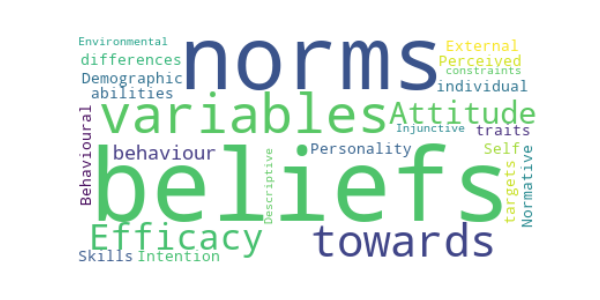 Environmental
norms
External
differences
Perceived
constraints
Demographic
individual
abilities
variables
Attitude
Behavioural
Injunctive
traits
behaviour
Personality
Self
beliefs
Descriptive
targets
Normative
Efficacy
towards
Skills
Intention